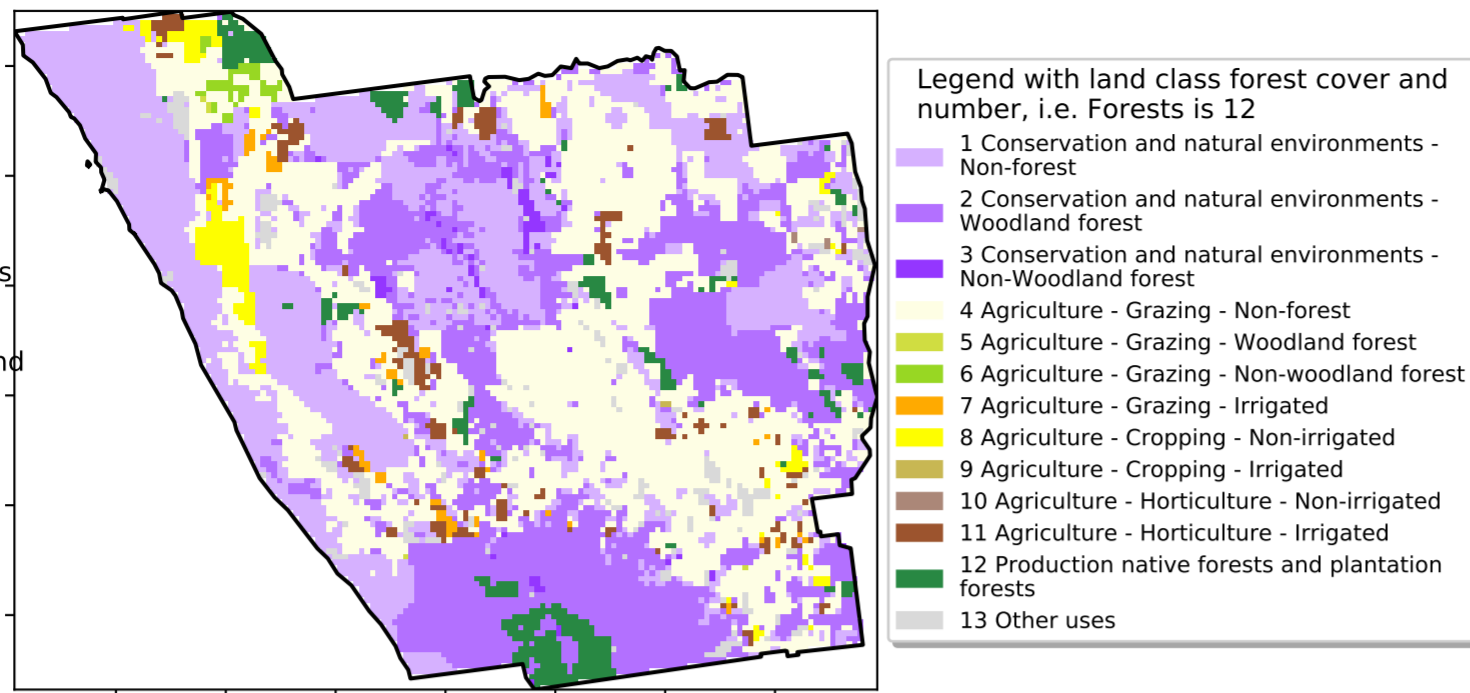 s
nd
Legend with land class forest cover and
number, i.e. Forests is 12
1 Conservation and natural environments -
Non-forest
2 Conservation and natural environments -
Woodland forest
3 Conservation and natural environments -
Non-Woodland forest
4 Agriculture - Grazing - Non-forest
5 Agriculture - Grazing - Woodland forest
6 Agriculture - Grazing - Non-woodland forest
7 Agriculture - Grazing - Irrigated
8 Agriculture - Cropping - Non-irrigated
9 Agriculture - Cropping - Irrigated
10 Agriculture - Horticulture - Non-irrigated
11 Agriculture - Horticulture - Irrigated
12 Production native forests and plantation
forests
13 Other uses